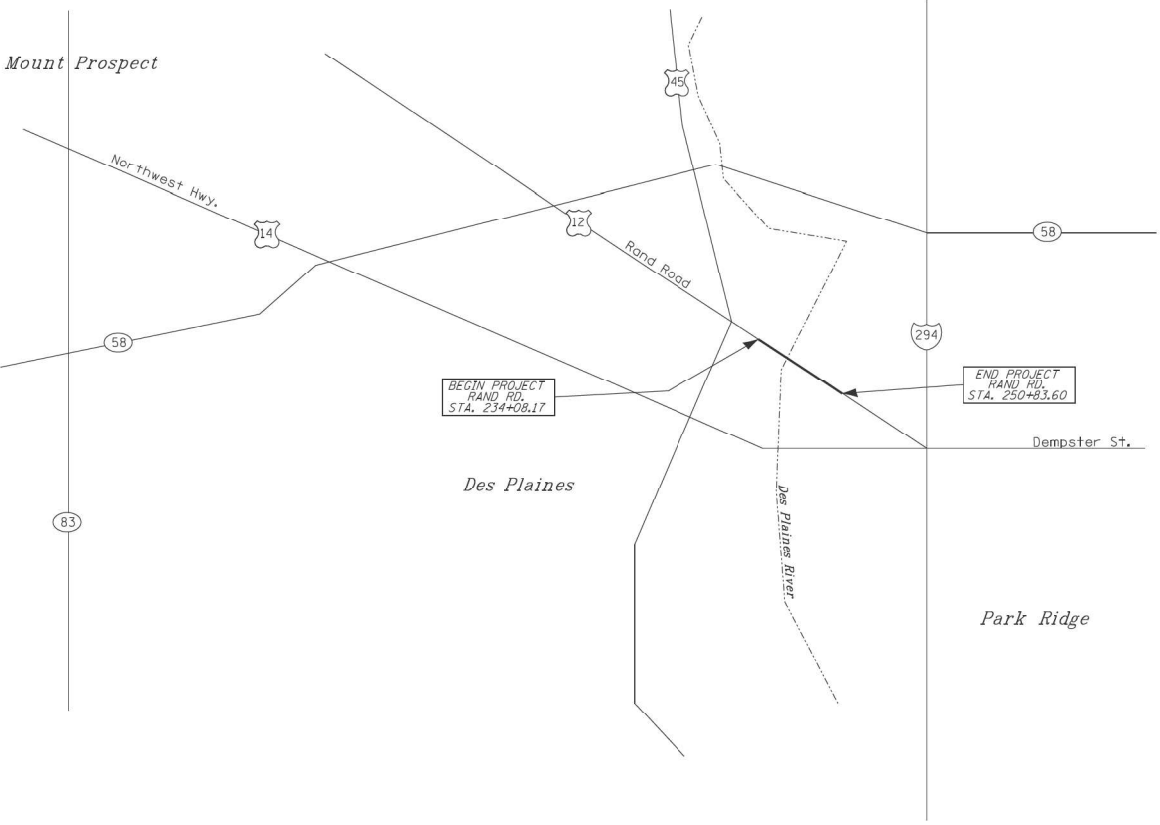 Mount Prospect
45
Northwest Hwy.
14
12
58
Rand Road
58
294
BEGIN PROJECT
RAND RD.
STA. 234+08.17
END PROJECT
RAND RD.
STA. 250+83.60
Dempster St.
Des Plaines
83
Des Plaines River
Park Ridge